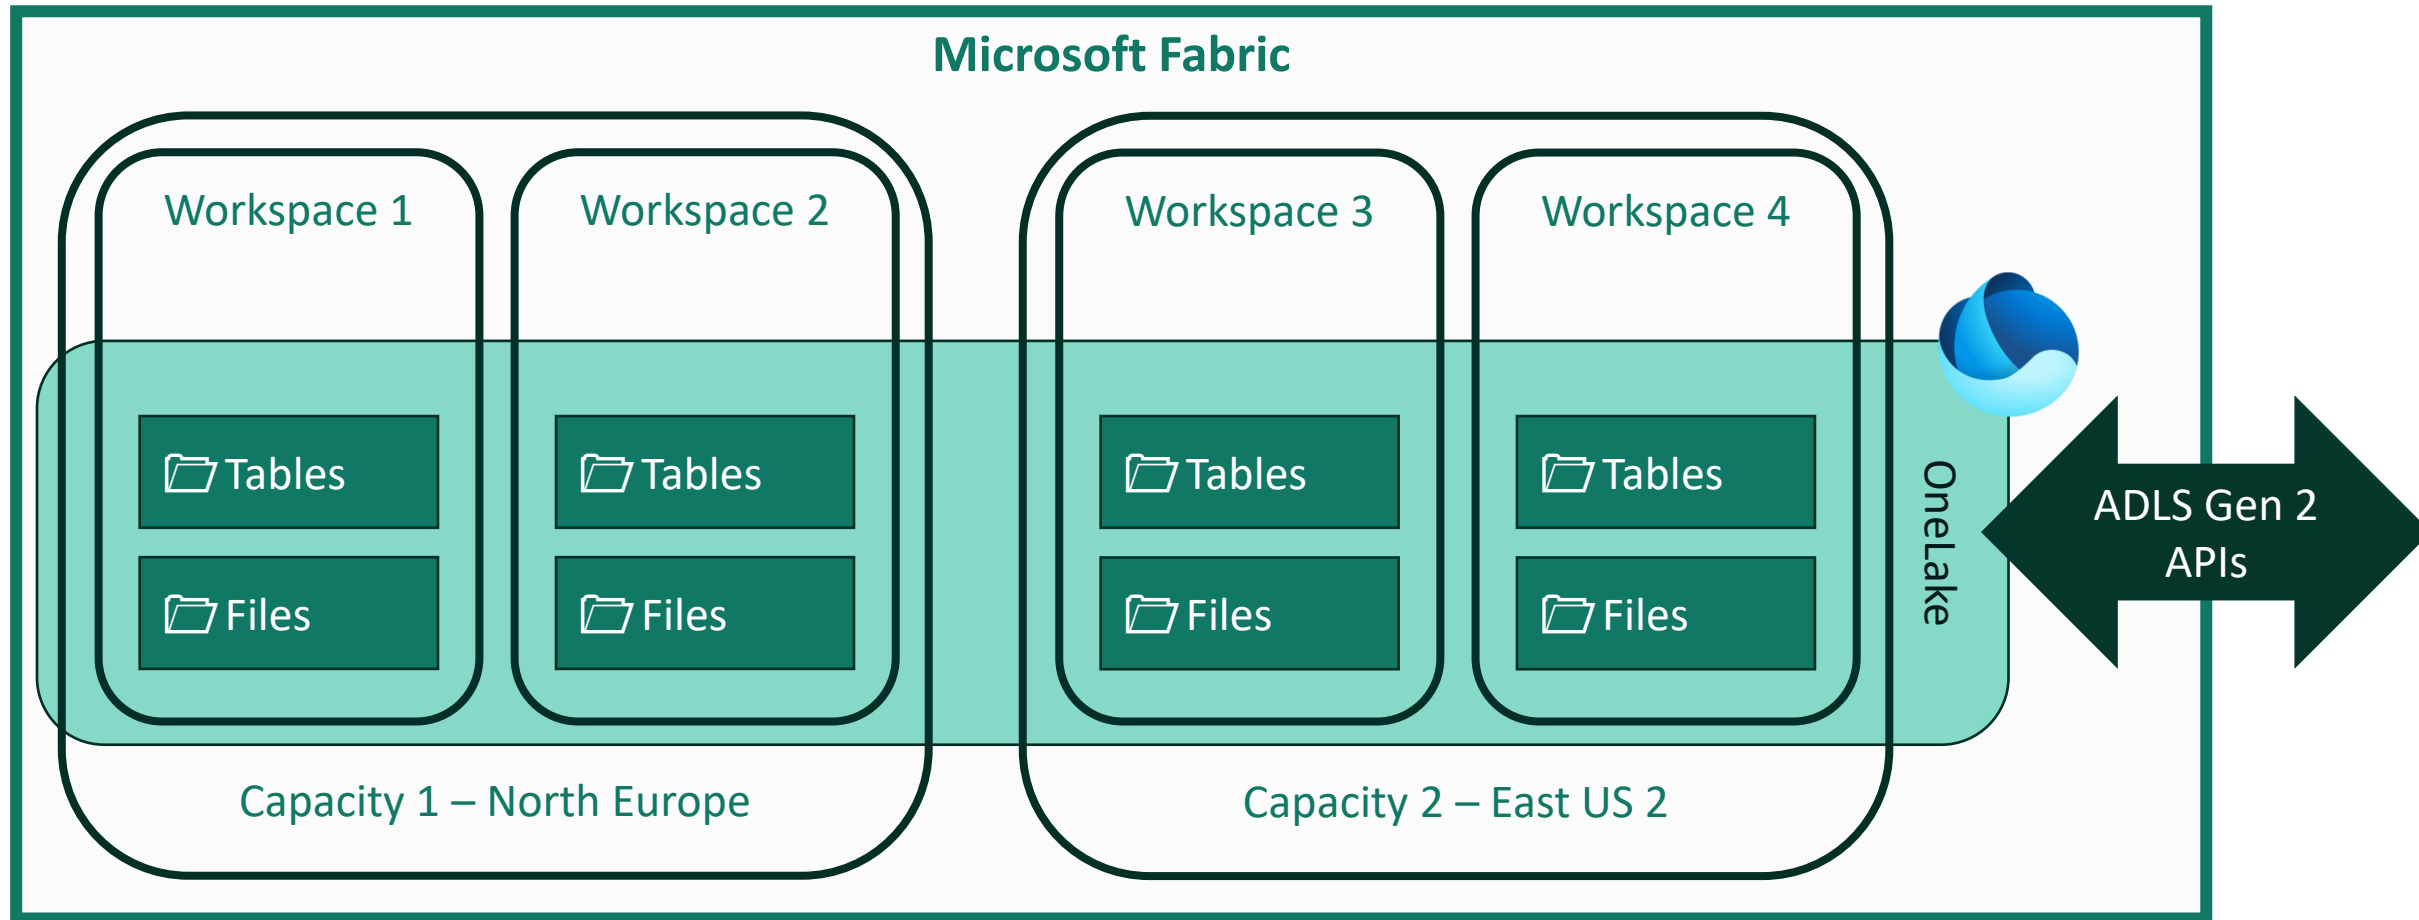 Microsoft Fabric
Workspace 1
Workspace 2
Workspace 3
Workspace 4
Tables
Tables
Tables
Tables
Files
Files
Files
Files
OneLake
ADLS Gen 2
APIs
Capacity 1 – North Europe
Capacity 2 – East US 2